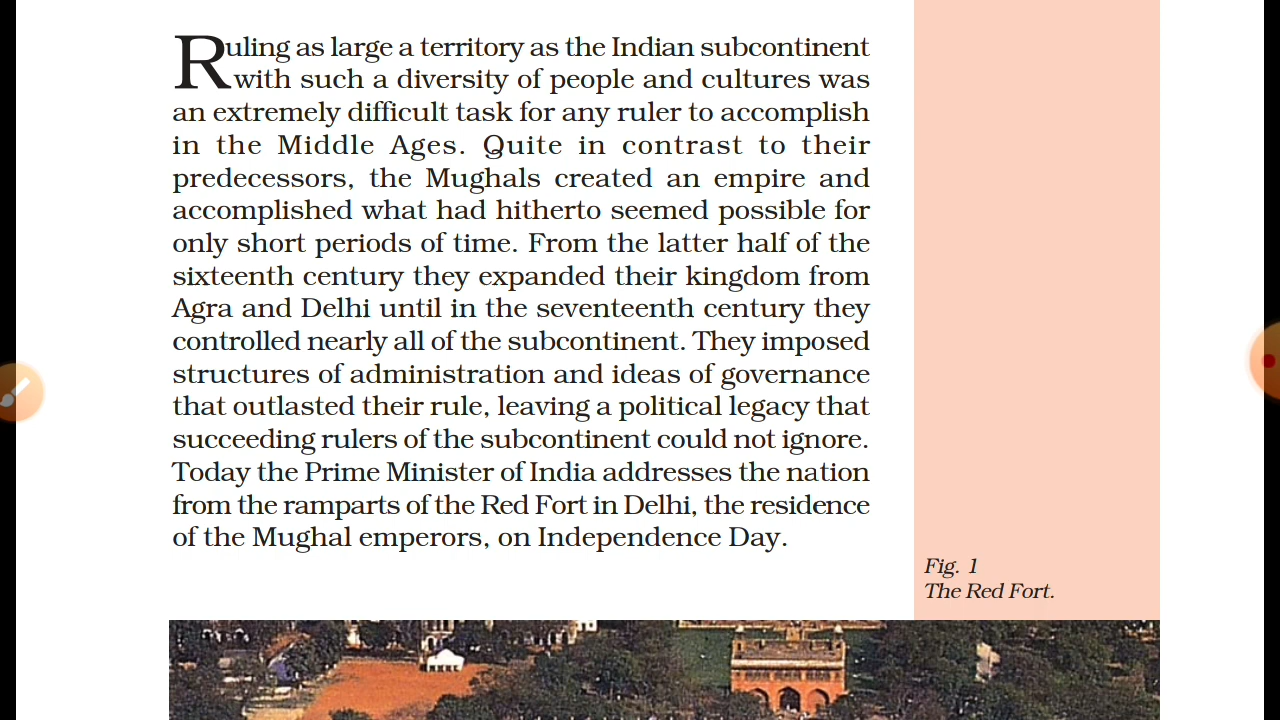 Ruling as large a territory as the Indian subcontinent
with such a diversity of people and cultures was
an extremely difficult task for any ruler to accomplish
in the Middle Ages. Quite in contrast to their
predecessors, the Mughals created an empire and
accomplished what had hitherto seemed possible for
only short periods of time. From the latter half of the
sixteenth century they expanded their kingdom from
Agra and Delhi until in the seventeenth century they
controlled nearly all of the subcontinent. They imposed
structures of administration and ideas of governance
that outlasted their rule, leaving a political legacy that
succeeding rulers of the subcontinent could not ignore.
Today the Prime Minister of India addresses the nation
from the ramparts of the Red Fort in Delhi, the residence
of the Mughal emperors, on Independence Day.
Fig. 1
The Red Fort.